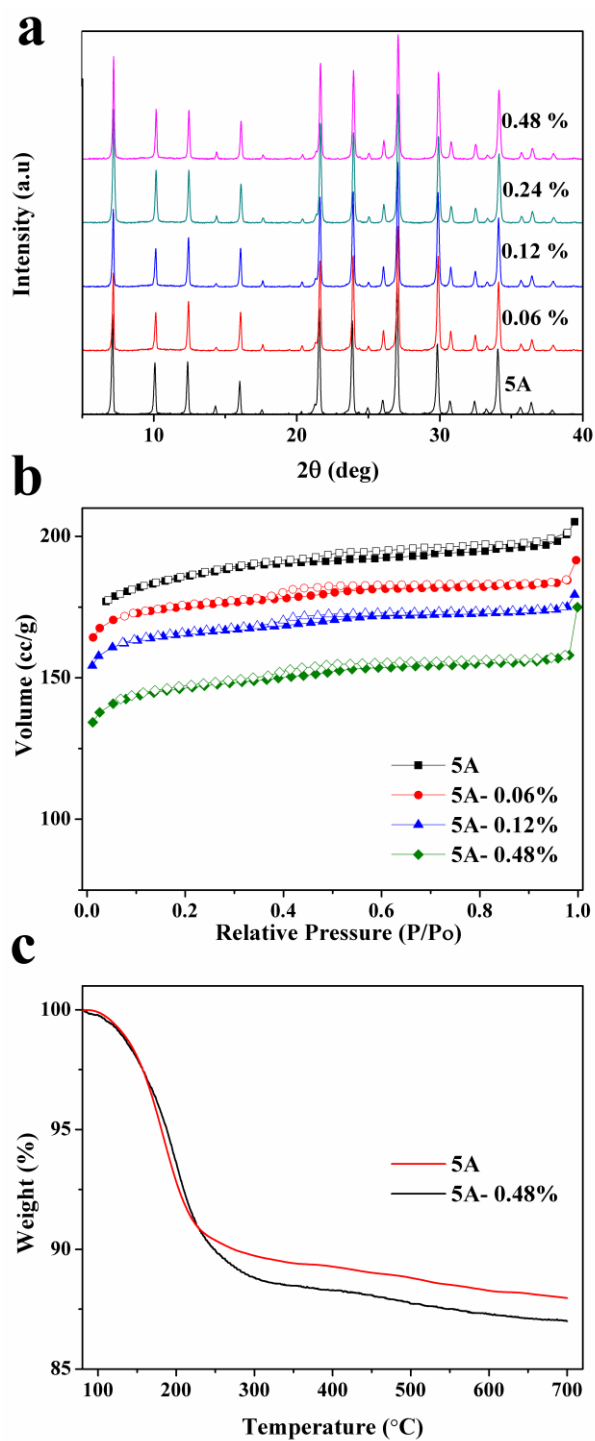 a
Intensity (a.u)
0.48 %
0.24 %
0.12 %
0.06 %
5A
10 20 30 40
2θ (deg)
b
Volume (cc/g)
200
150
100
5A
5A- 0.06%
5A- 0.12%
5A- 0.48%
0.0 0.2 0.4 0.6 0.8 1.0
Relative Pressure (P/Po)
c
Weight (%)
100
95
90
85
5A
5A- 0.48%
100 200 300 400 500 600 700
Temperature (°C)